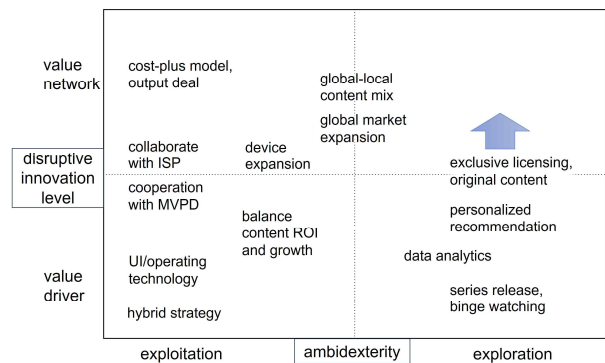 value
network
cost-plus model,
output deal
global-local
content mix
global market
expansion
collaborate
with ISP
device
expansion
exclusive licensing,
original content
disruptive
innovation
level
cooperation
with MVPD
balance
content ROI
and growth
personalized
recommendation
UI/operating
technology
data analytics
value
driver
hybrid strategy
series release,
binge watching
exploitation
ambidexterity
exploration